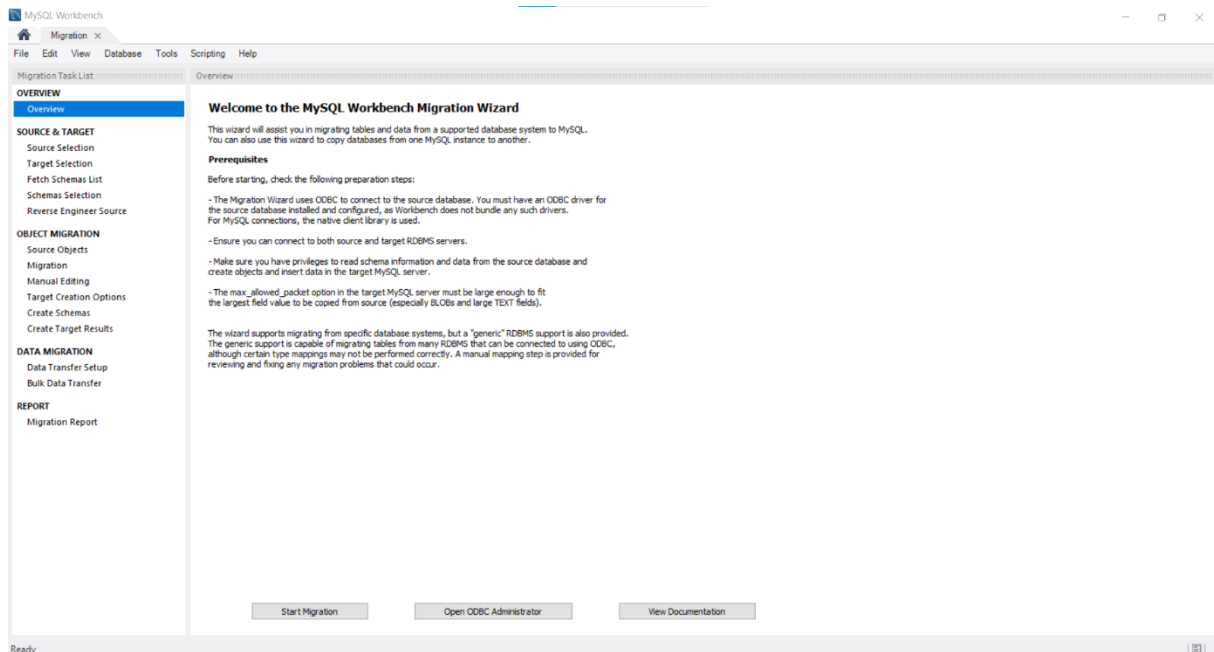 MySQL Workbench
Migration
File Edit View Database Tools Scripting Help
Migration Task List
Overview
OVERVIEW
Overview
SOURCE & TARGET
Source Selection
Target Selection
Fetch Schemas List
Schemas Selection
Reverse Engineer Source
OBJECT MIGRATION
Source Objects
Migration
Manual Editing
Target Creation Options
Create Schemas
Create Target Results
DATA MIGRATION
Data Transfer Setup
Bulk Data Transfer
REPORT
Migration Report
Welcome to the MySQL Workbench Migration Wizard
This wizard will assist you in migrating tables and data from a supported database system to MySQL.
You can also use this wizard to copy databases from one MySQL instance to another.
Prerequisites
Before starting, check the following preparation steps:
- The Migration Wizard uses ODBC to connect to the source database. You must have an ODBC driver for
the source database installed and configured, as Workbench does not bundle any such drivers.
For MySQL connections, the native client library is used.
- Ensure you can connect to both source and target RDBMS servers.
- Make sure you have privileges to read schema information and data from the source database and
create objects and insert data in the target MySQL server.
- The max_allowed_packet option in the target MySQL server must be large enough to fit
the largest field value to be copied from source (especially BLOBs and large TEXT fields).
The wizard supports migrating from specific database systems, but a "generic" RDBMS support is also provided.
The generic support is capable of migrating tables from many RDBMS that can be connected to using ODBC,
although certain type mappings may not be performed correctly. A manual mapping step is provided for
reviewing and fixing any migration problems that could occur.
Start Migration
Open ODBC Administrator
View Documentation
Ready